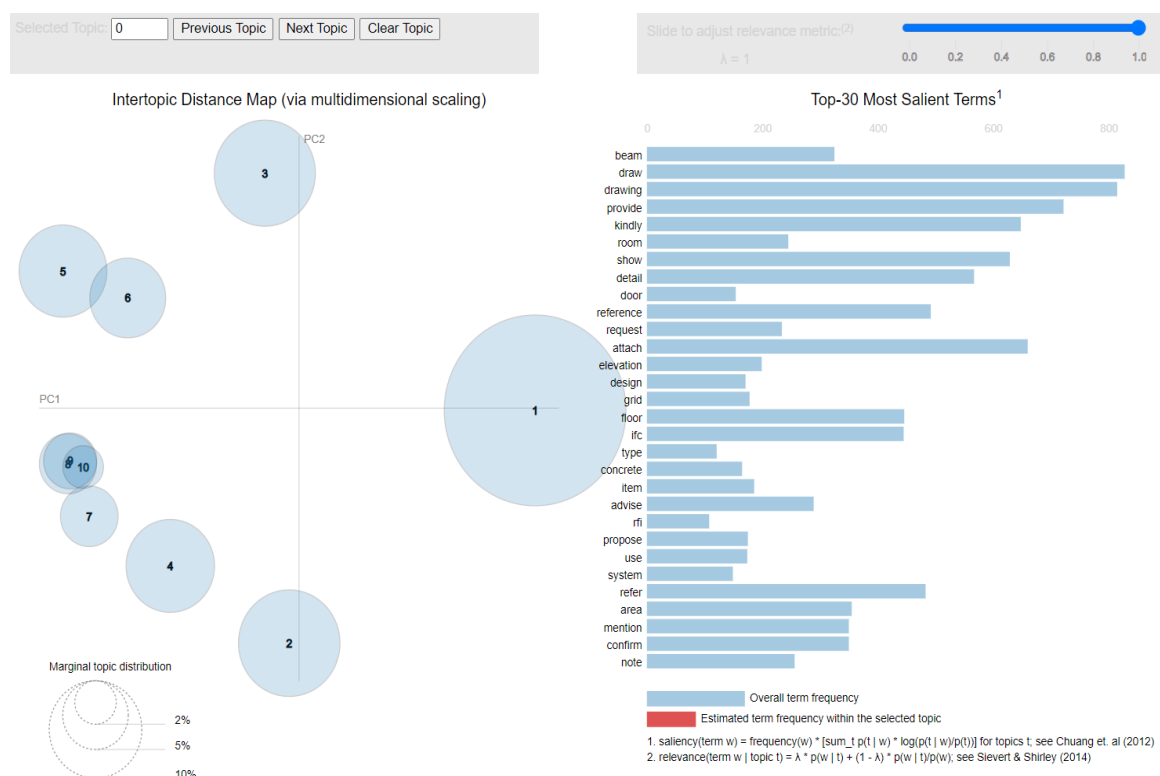 Selected Topic: 0 Previous Topic Next Topic Clear Topic
Slide to adjust relevance metric:(2)
λ = 1
0.0 0.2 0.4 0.6 0.8 1.0
Intertopic Distance Map (via multidimensional scaling)
PC2
3
5
6
PC1
1
8
9
10
7
4
2
Marginal topic distribution
2%
5%
10%
Top-30 Most Salient Terms1
0 200 400 600 800
beam
draw
drawing
provide
kindly
room
show
detail
door
reference
request
attach
elevation
design
grid
floor
ifc
type
concrete
item
advise
rfi
propose
use
system
refer
area
mention
confirm
note
Overall term frequency
Estimated term frequency within the selected topic
1. saliency(term w) = frequency(w) * [sum_t p(t | w) * log(p(t | w)/p(t))] for topics t; see Chuang et. al (2012)
2. relevance(term w | topic t) = λ * p(w | t) + (1 - λ) * p(w | t)/p(w); see Sievert & Shirley (2014)